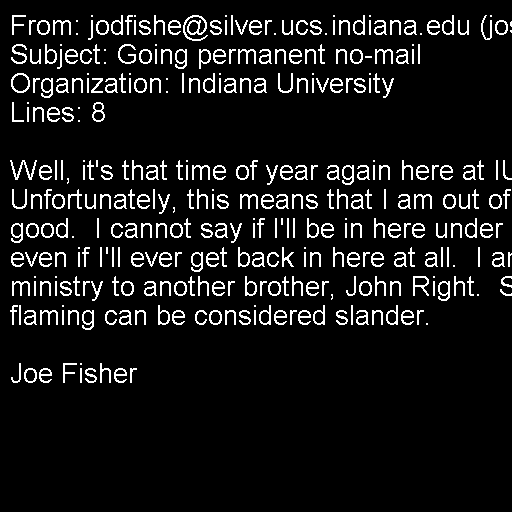 From: jodfishe@silver.ucs.indiana.edu (jos
Subject: Going permanent no-mail
Organization: Indiana University
Lines: 8

Well, it's that time of year again here at IU
Unfortunately, this means that I am out of
good.  I cannot say if I'll be in here under
even if I'll ever get back in here at all.  I
ministry to another brother, John Right.
flaming can be considered slander.

Joe Fisher